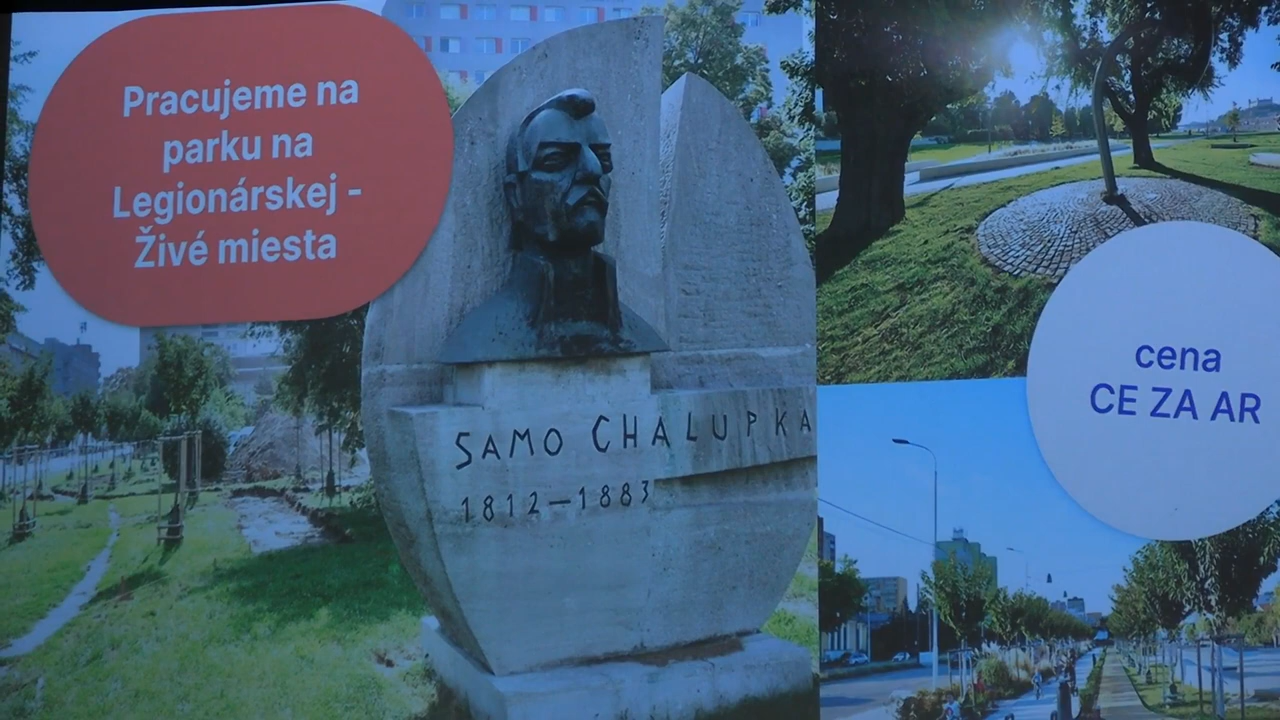 Pracujeme na
parku na
Legionárskej -
Živé miesta
SAMO CHALUPKA
1812–1883
cena
CE ZA AR